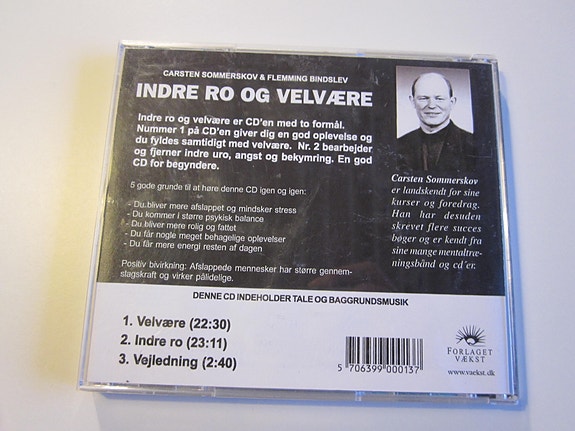 CARSTEN SOMMERSKOV & FLEMMING BINDSLEV
INDRE RO OG VELVÆRE
Indre ro og velvære er CD'en med to formål.
Nummer 1 på CD'en giver dig en god oplevelse og
du fyldes samtidigt med velvære. Nr. 2 bearbejder
og fjerner indre uro, angst og bekymring. En god
CD for begyndere.
5 gode grunde til at høre denne CD igen og igen:
- Du bliver mere afslappet og mindsker stress
- Du kommer i større psykisk balance
- Du bliver mere rolig og fattet
- Du får nogle meget behagelige oplevelser
- Du får mere energi resten af dagen
Positiv bivirkning: Afslappede mennesker har større gennem-
slagskraft og virker pålidelige.
Carsten Sommerskov
er landskendt for sine
kurser og foredrag.
Han har desuden
skrevet flere succes
bøger og er kendt fra
sine mange mentaltræ-
ningsbånd og cd'er.
DENNE CD INDEHOLDER TALE OG BAGGRUNDSMUSIK
1. Velvære (22:30)
2. Indre ro (23:11)
3. Vejledning (2:40)
5 706399 000137
FORLAGET
VÆKST
www.vaekst.dk